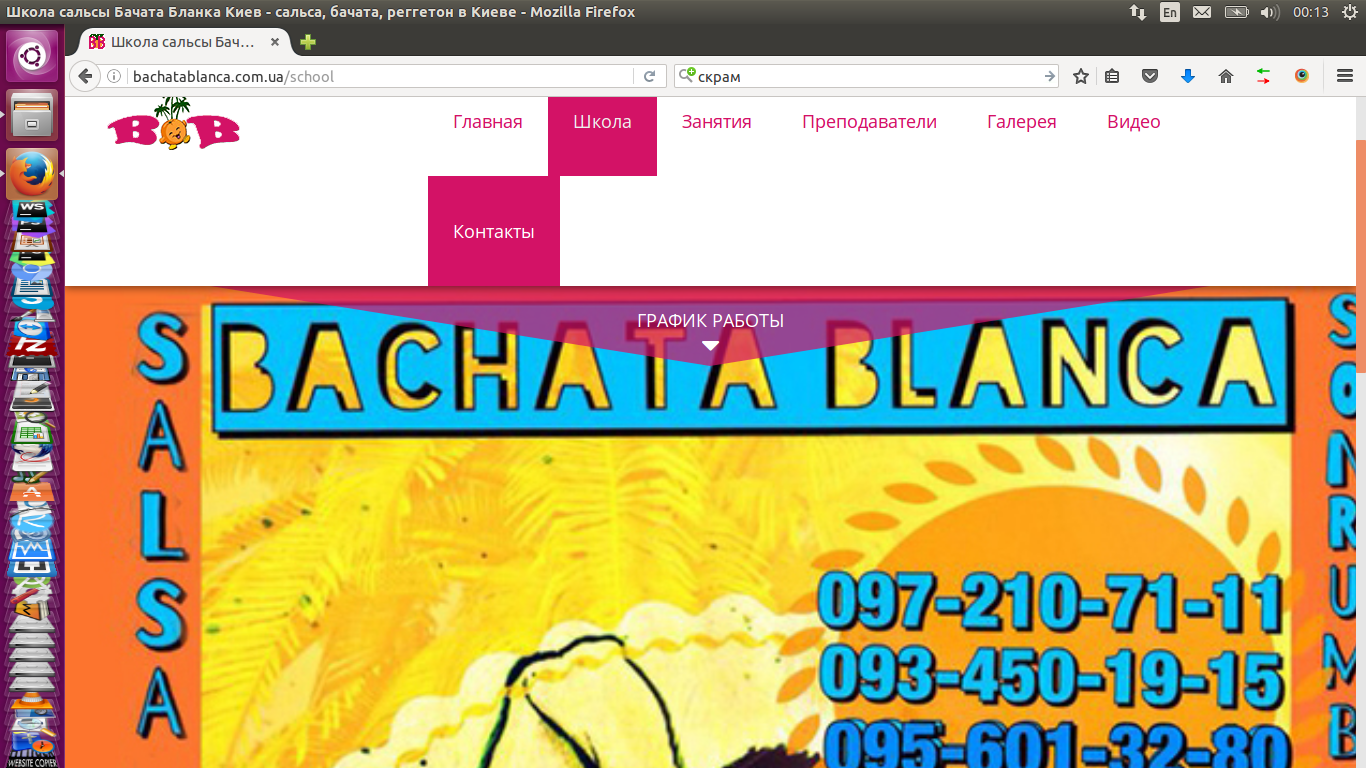 Школа сальсы Бачата Бланка Киев - сальса, бачата, реггетон в Киеве - Mozilla Firefox
En
00:13
Школа сальсы Бач...
bachatablanca.com.ua/school
скрам
BB
Главная
Школа
Занятия
Преподаватели
Галерея
Видео
Контакты
ГРАФИК РАБОТЫ
BACHATA BLANCA
SALSA
SON RUMB
097-210-71-11
093-450-19-15
095-601-32-80
WS
WEBSITE COPIER